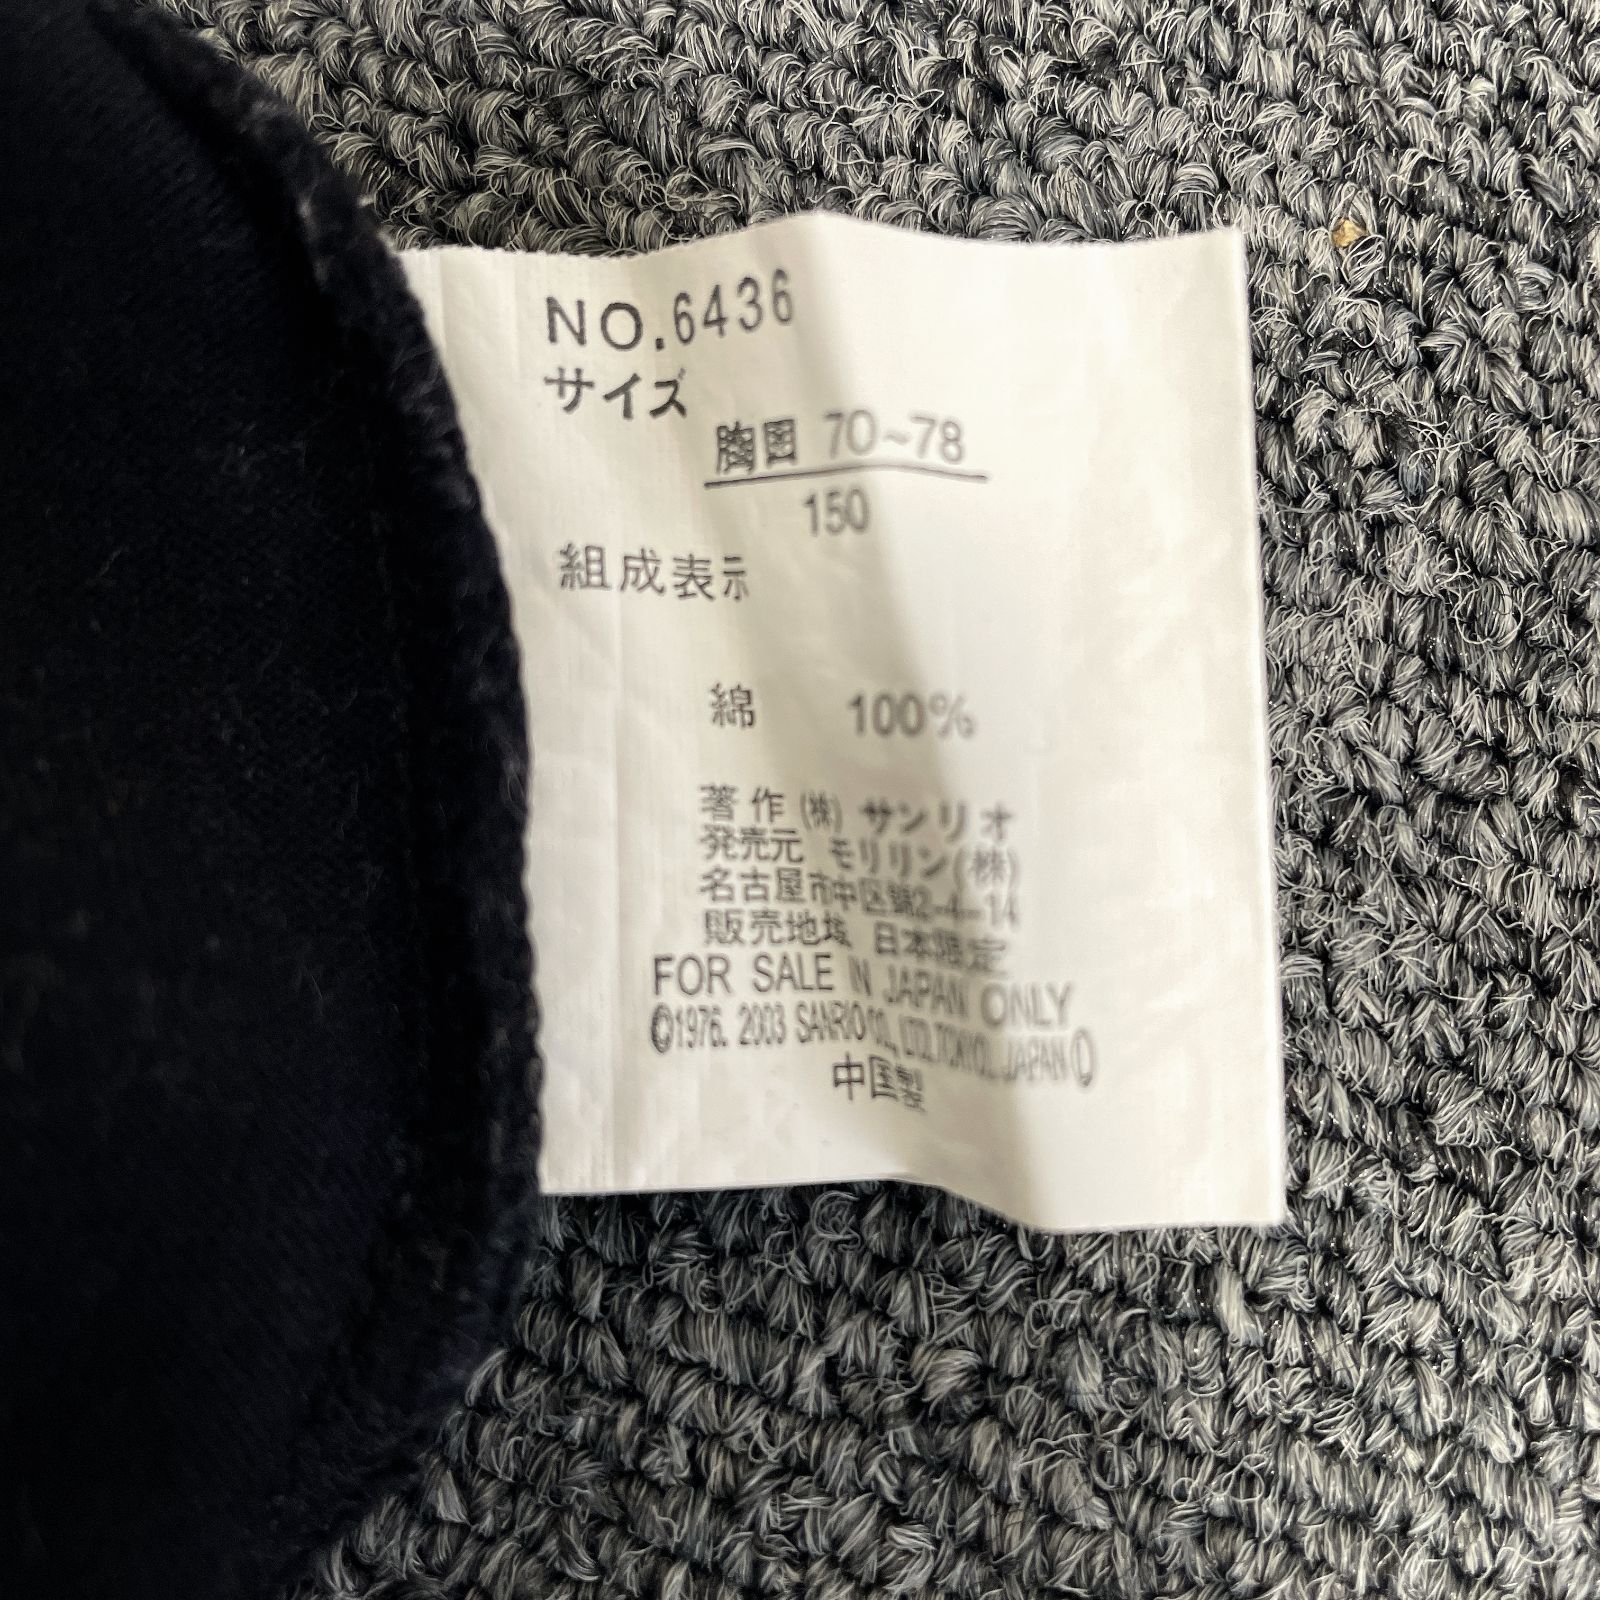 NO.6436
サイズ
胸囲 70~78
150
組成表示
綿 100%
著作 (株) サンリオ
発売元 モリリン(株)
名古屋市中区錦2-4-14
販売地域 日本限定
FOR SALE IN JAPAN ONLY
©1976, 2003 SANRIO CO., LTD. TOKYO, JAPAN Ⓛ
中国製